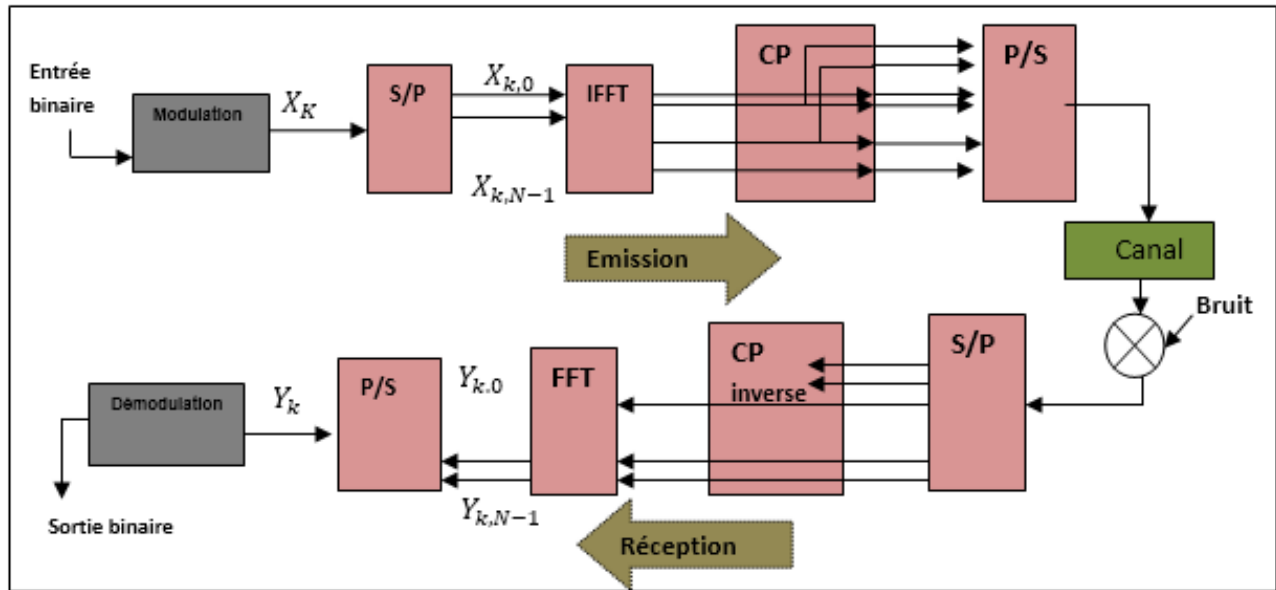 Entrée
binaire
Modulation
$X_K$
S/P
$X_{k,0}$
$X_{k,N-1}$
IFFT
CP
P/S
Emission
Canal
Bruit
S/P
CP
inverse
FFT
$Y_{k.0}$
$Y_{k,N-1}$
P/S
$Y_k$
Démodulation
Sortie binaire
Réception